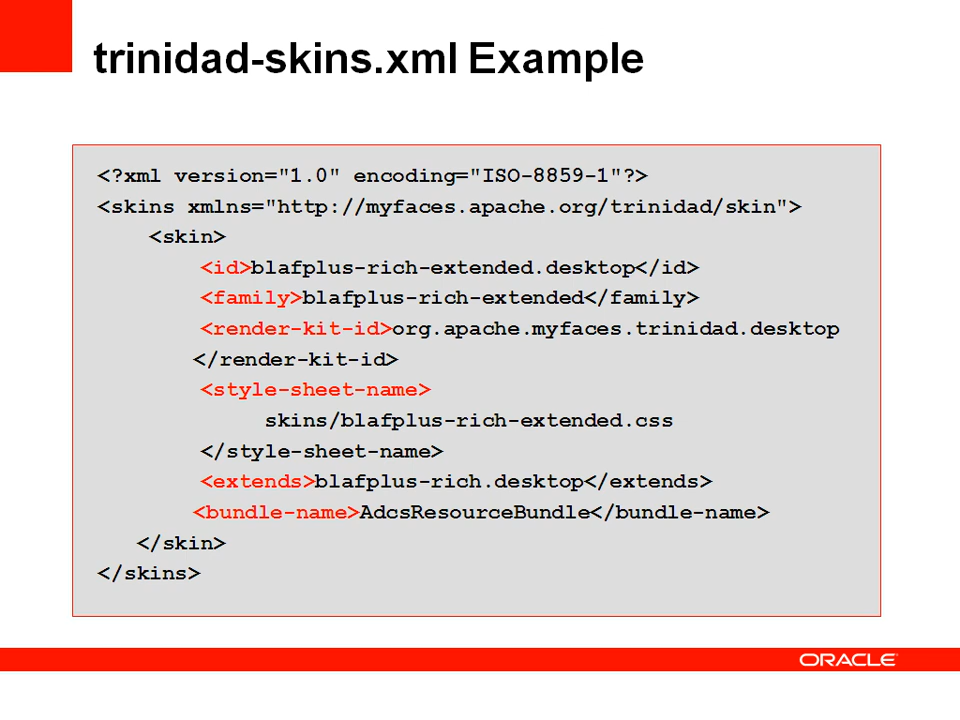 trinidad-skins.xml Example
<?xml version="1.0" encoding="ISO-8859-1"?>
<skins xmlns="http://myfaces.apache.org/trinidad/skin">
<skin>
<id>blafplus-rich-extended.desktop</id>
<family>blafplus-rich-extended</family>
<render-kit-id>org.apache.myfaces.trinidad.desktop
</render-kit-id>
<style-sheet-name>
skins/blafplus-rich-extended.css
</style-sheet-name>
<extends>blafplus-rich.desktop</extends>
<bundle-name>AdcsResourceBundle</bundle-name>
</skin>
</skins>
ORACLE